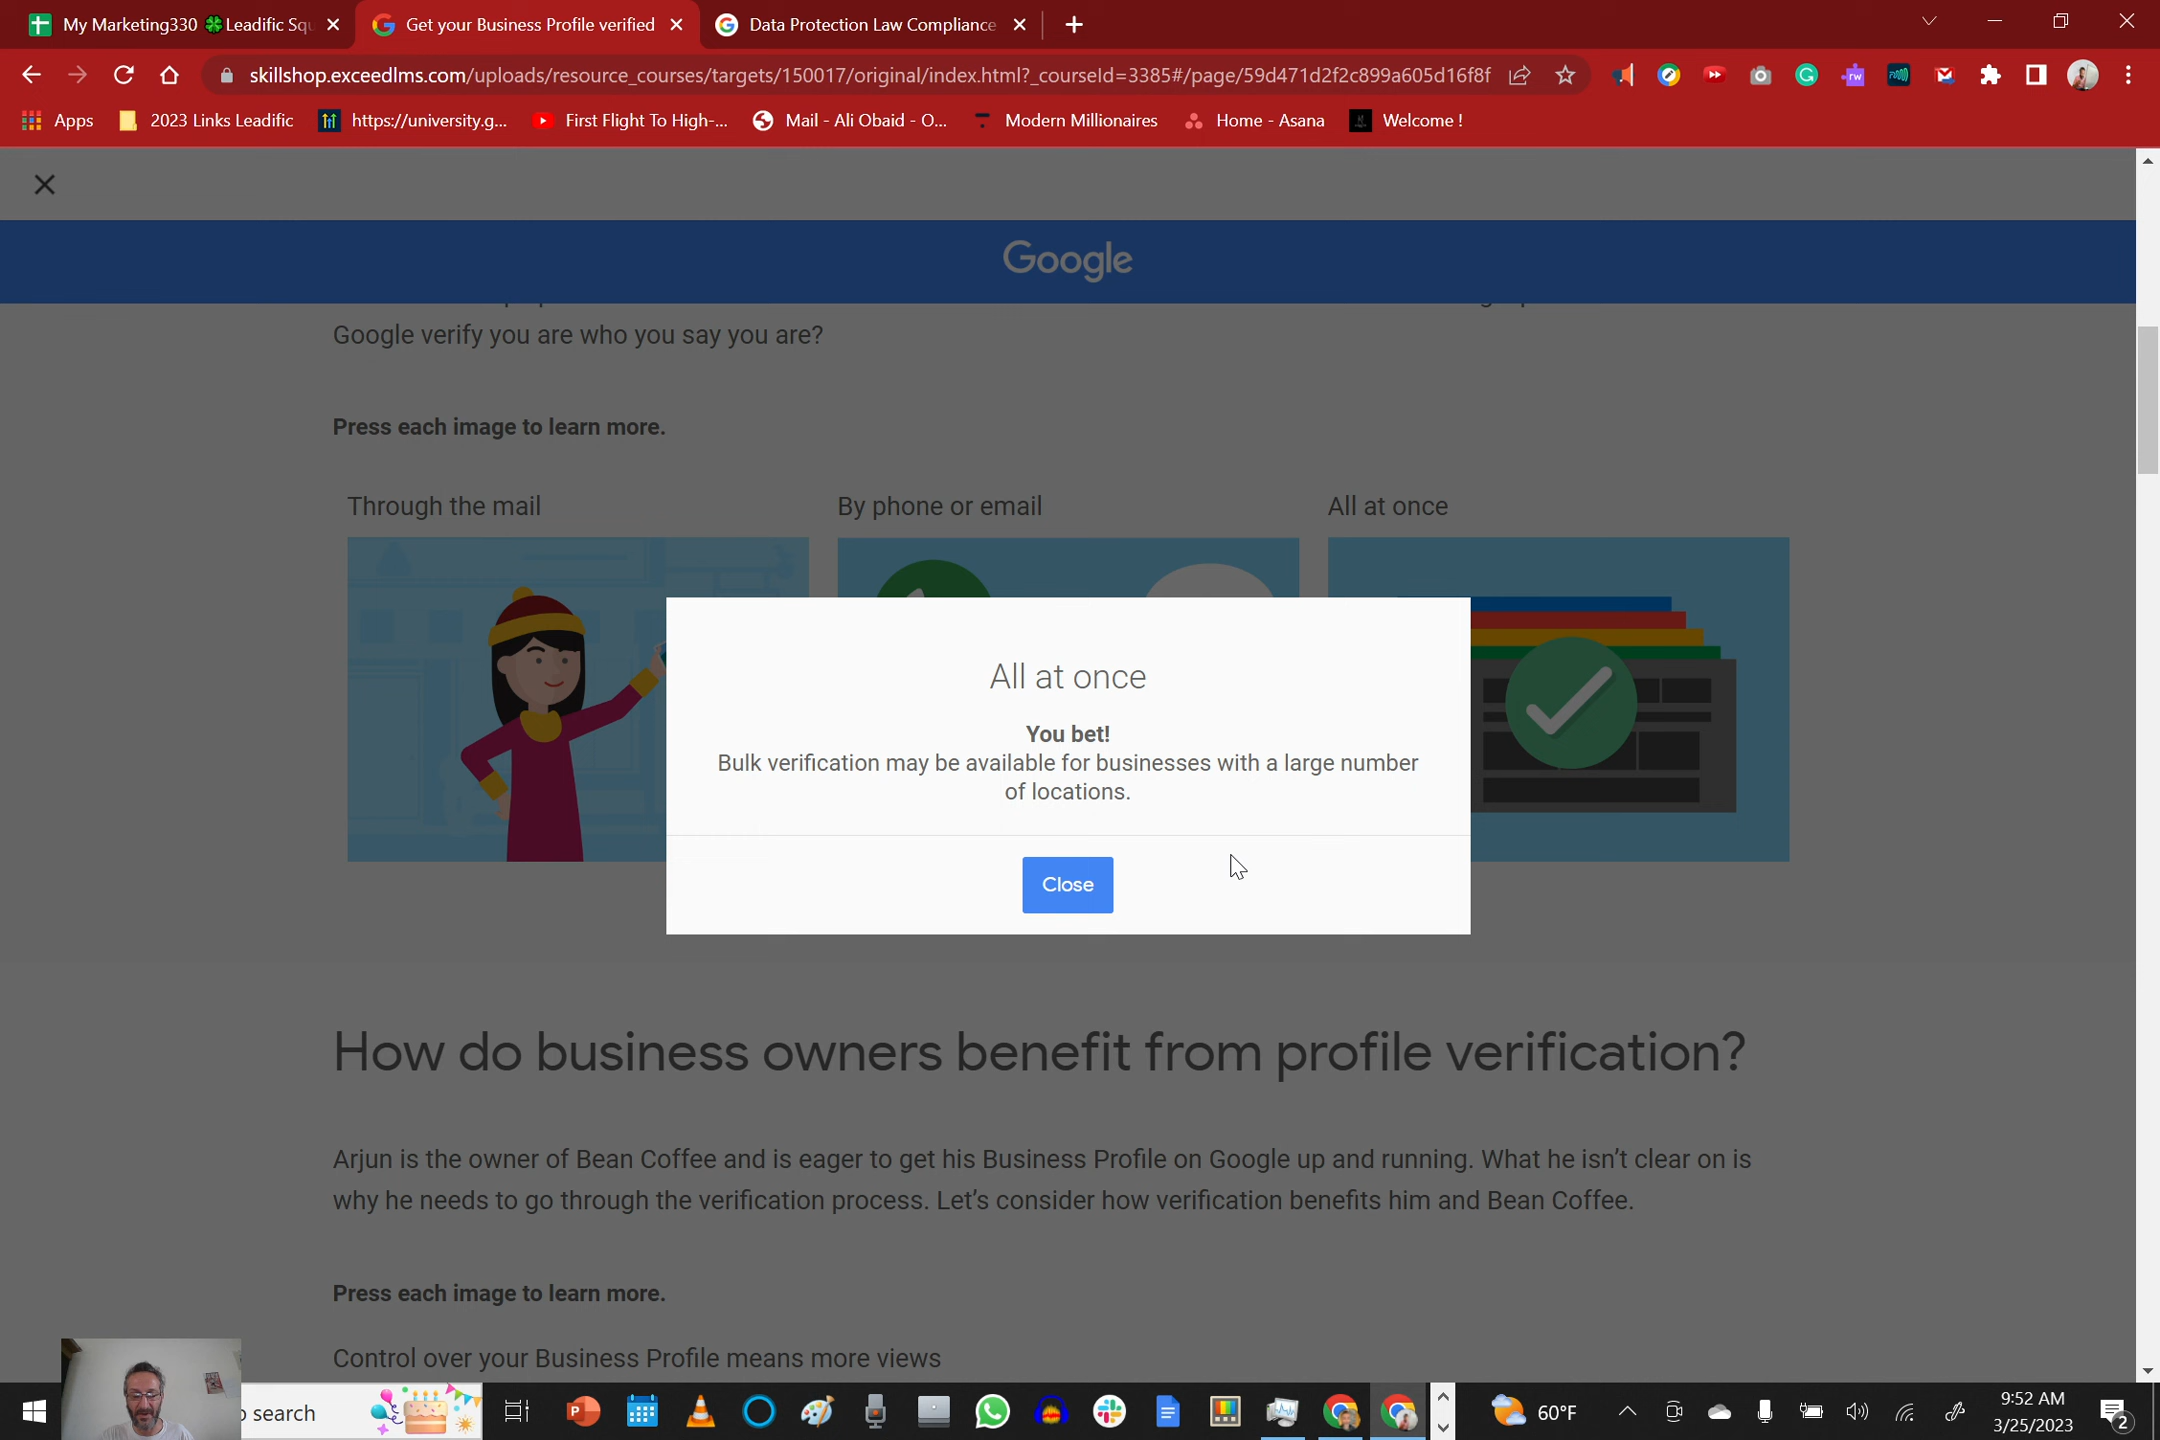 My Marketing330 🍀Leadific Squ
Get your Business Profile verified
Data Protection Law Compliance
skillshop.exceedlms.com/uploads/resource_courses/targets/150017/original/index.html?_courseId=3385#/page/59d471d2f2c899a605d16f8f
Apps
2023 Links Leadific
https://university.g...
First Flight To High-...
Mail - Ali Obaid - O...
Modern Millionaires
Home - Asana
Welcome !
Google
Google verify you are who you say you are?
Press each image to learn more.
Through the mail
By phone or email
All at once
All at once
You bet!
Bulk verification may be available for businesses with a large number
of locations.
Close
How do business owners benefit from profile verification?
Arjun is the owner of Bean Coffee and is eager to get his Business Profile on Google up and running. What he isn't clear on is
why he needs to go through the verification process. Let's consider how verification benefits him and Bean Coffee.
Press each image to learn more.
Control over your Business Profile means more views
search
60°F
9:52 AM
3/25/2023
2